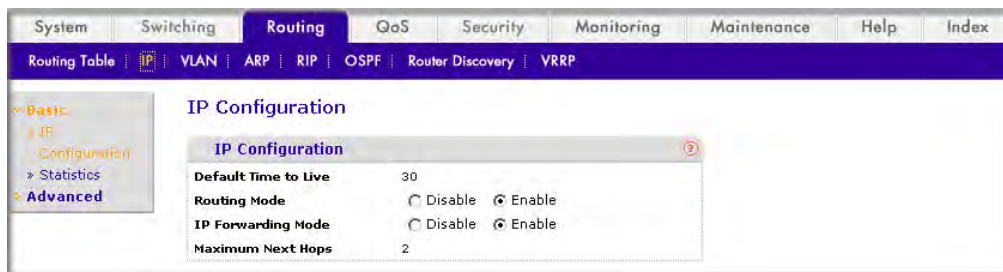 System Switching Routing QoS Security Monitoring Maintenance Help Index
Routing Table IP VLAN ARP RIP OSPF Router Discovery VRRP
Basic
» IP
Configuration
» Statistics
Advanced
IP Configuration
IP Configuration ?
Default Time to Live 30
Routing Mode Disable Enable
IP Forwarding Mode Disable Enable
Maximum Next Hops 2